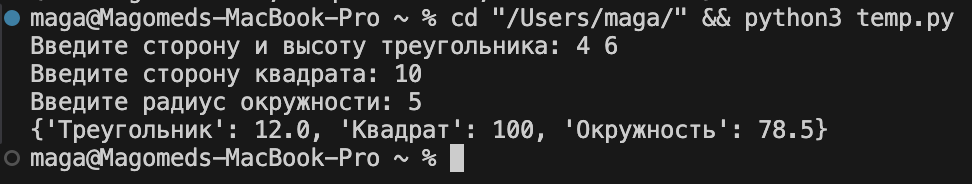 maga@Magomeds-MacBook-Pro ~ % cd "/Users/maga/" && python3 temp.py
Введите сторону и высоту треугольника: 4 6
Введите сторону квадрата: 10
Введите радиус окружности: 5
{'Треугольник': 12.0, 'Квадрат': 100, 'Окружность': 78.5}
maga@Magomeds-MacBook-Pro ~ %